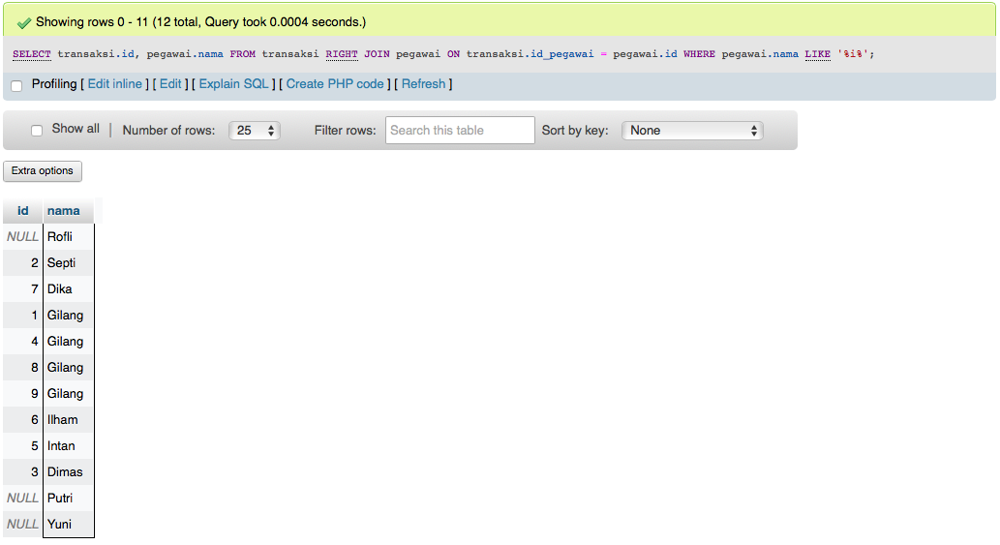 Showing rows 0 - 11 (12 total, Query took 0.0004 seconds.)
SELECT transaksi.id, pegawai.nama FROM transaksi RIGHT JOIN pegawai ON transaksi.id_pegawai = pegawai.id WHERE pegawai.nama LIKE '%i%';
Profiling [ Edit inline ] [ Edit ] [ Explain SQL ] [ Create PHP code ] [ Refresh ]
Show all | Number of rows: 25 Filter rows: Search this table Sort by key: None
Extra options
id nama
NULL Rofli
2 Septi
7 Dika
1 Gilang
4 Gilang
8 Gilang
9 Gilang
6 Ilham
5 Intan
3 Dimas
NULL Putri
NULL Yuni